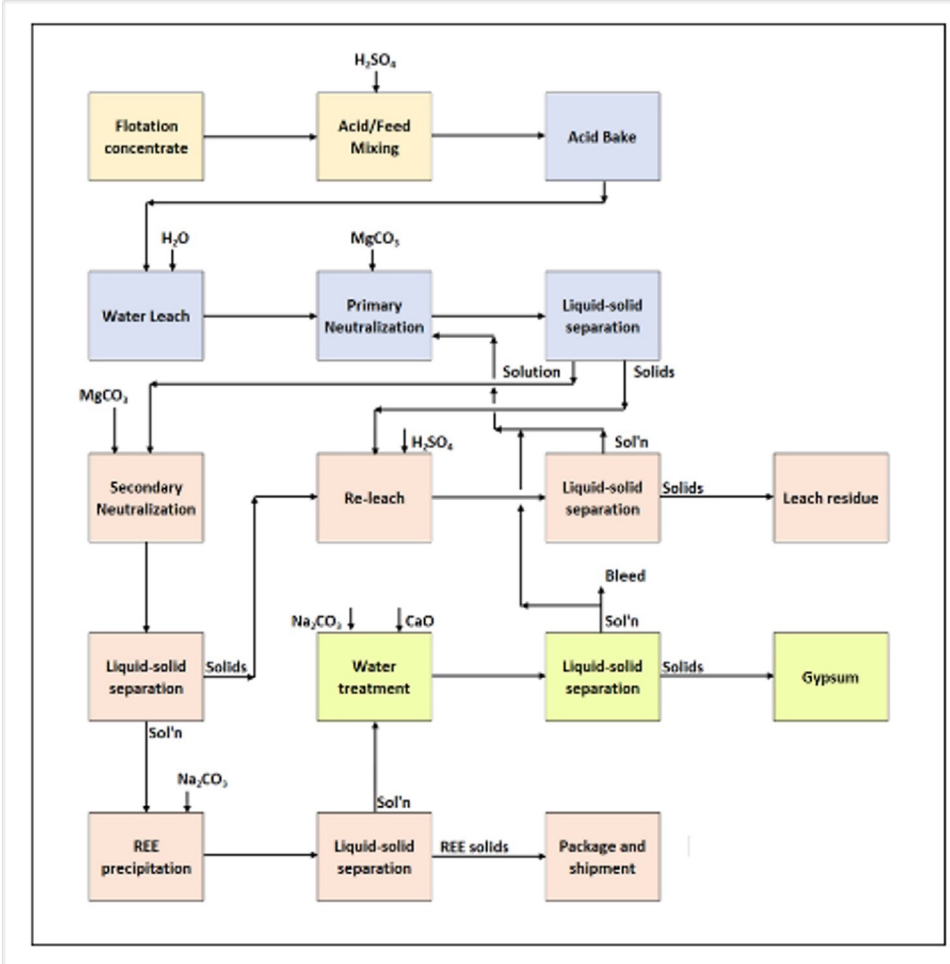 H₂SO₄
Flotation
concentrate
Acid/Feed
Mixing
Acid Bake
H₂O
MgCO₃
Water Leach
Primary
Neutralization
Liquid-solid
separation
Solution
Solids
MgCO₃
H₂SO₄
Sol'n
Secondary
Neutralization
Re-leach
Liquid-solid
separation
Solids
Leach residue
Bleed
Na₂CO₃
CaO
Sol'n
Liquid-solid
separation
Solids
Water
treatment
Liquid-solid
separation
Solids
Gypsum
Sol'n
Na₂CO₃
Sol'n
REE
precipitation
Liquid-solid
separation
REE solids
Package and
shipment